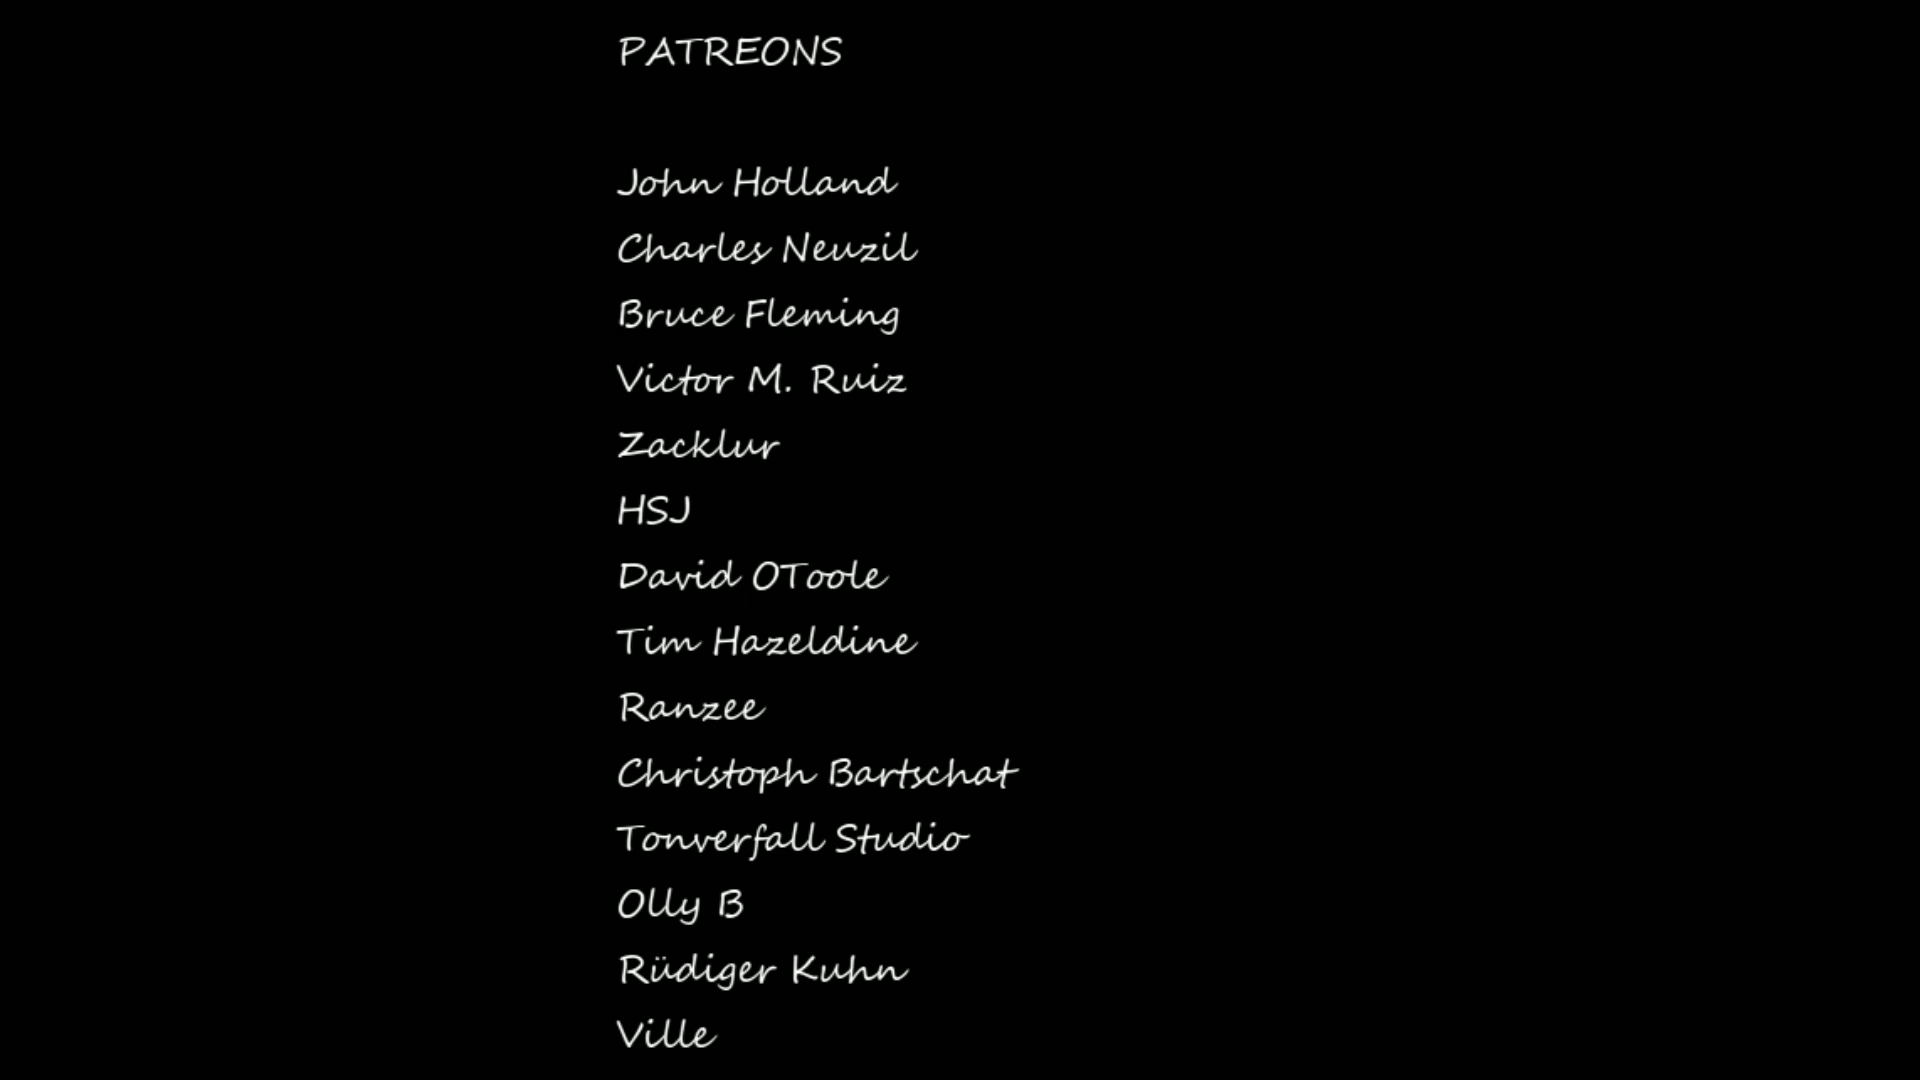 PATREONS
John Holland
Charles Neuzil
Bruce Fleming
Victor M. Ruiz
Zacklur
HSJ
David OToole
Tim Hazeldine
Ranzee
Christoph Bartschat
Tonverfall Studio
Olly B
Rüdiger Kuhn
Ville